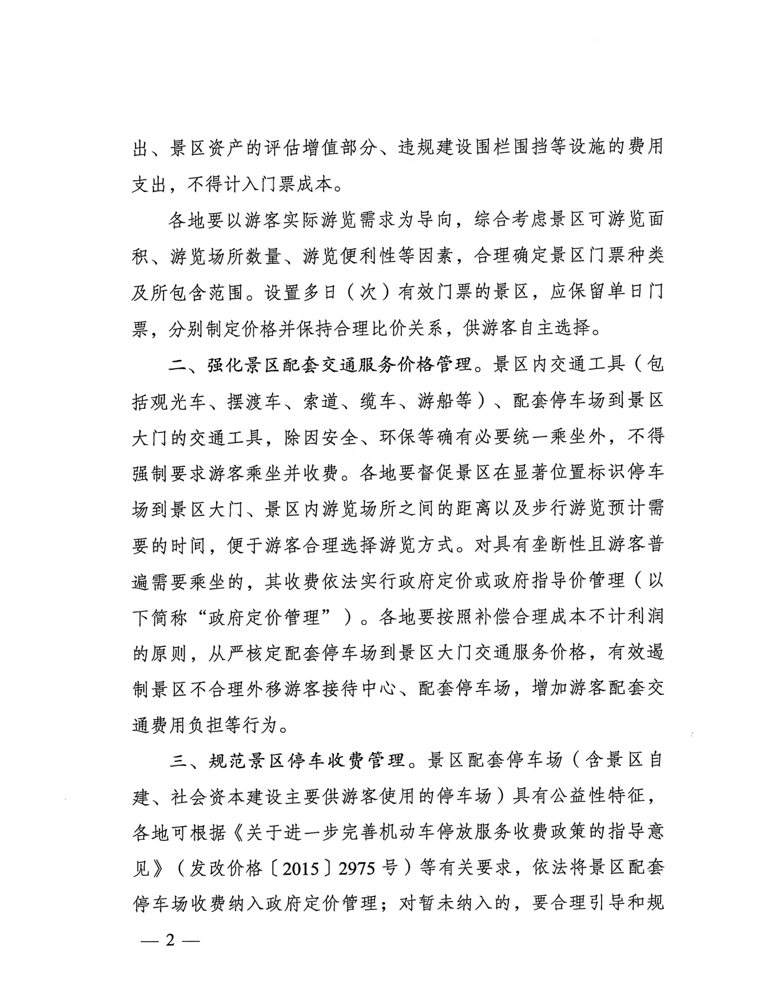 出、景区资产的评估增值部分、违规建设围栏围挡等设施的费用
支出，不得计入门票成本。
各地要以游客实际游览需求为导向，综合考虑景区可游览面
积、游览场所数量、游览便利性等因素，合理确定景区门票种类
及所包含范围。设置多日（次）有效门票的景区，应保留单日门
票，分别制定价格并保持合理比价关系，供游客自主选择。
二、强化景区配套交通服务价格管理。景区内交通工具（包
括观光车、摆渡车、索道、缆车、游船等）、配套停车场到景区
大门的交通工具，除因安全、环保等确有必要统一乘坐外，不得
强制要求游客乘坐并收费。各地要督促景区在显著位置标识停车
场到景区大门、景区内游览场所之间的距离以及步行游览预计需
要的时间，便于游客合理选择游览方式。对具有垄断性且游客普
遍需要乘坐的，其收费依法实行政府定价或政府指导价管理（以
下简称“政府定价管理”）。各地要按照补偿合理成本不计利润
的原则，从严核定配套停车场到景区大门交通服务价格，有效遏
制景区不合理外移游客接待中心、配套停车场，增加游客配套交
通费用负担等行为。
三、规范景区停车收费管理。景区配套停车场（含景区自
建、社会资本建设主要供游客使用的停车场）具有公益性特征，
各地可根据《关于进一步完善机动车停放服务收费政策的指导意
见》（发改价格〔2015〕2975号）等有关要求，依法将景区配套
停车场收费纳入政府定价管理；对暂未纳入的，要合理引导和规
— 2 —